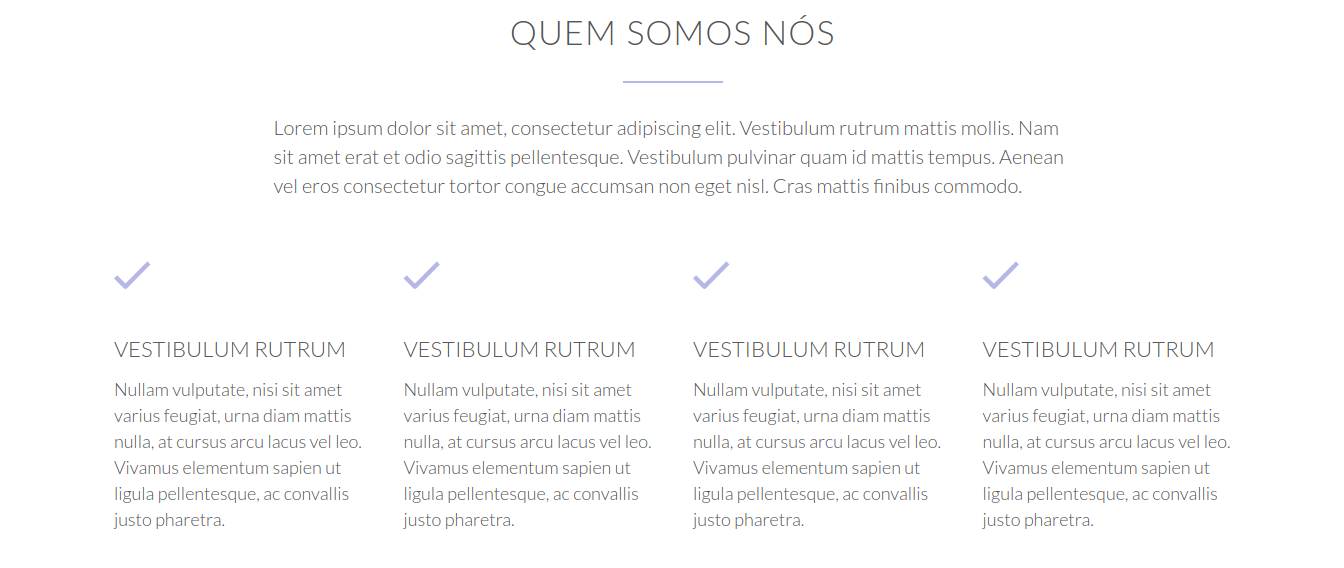 QUEM SOMOS NÓS
Lorem ipsum dolor sit amet, consectetur adipiscing elit. Vestibulum rutrum mattis mollis. Nam
sit amet erat et odio sagittis pellentesque. Vestibulum pulvinar quam id mattis tempus. Aenean
vel eros consectetur tortor congue accumsan non eget nisl. Cras mattis finibus commodo.
VESTIBULUM RUTRUM
Nullam vulputate, nisi sit amet
varius feugiat, urna diam mattis
nulla, at cursus arcu lacus vel leo.
Vivamus elementum sapien ut
ligula pellentesque, ac convallis
justo pharetra.
VESTIBULUM RUTRUM
Nullam vulputate, nisi sit amet
varius feugiat, urna diam mattis
nulla, at cursus arcu lacus vel leo.
Vivamus elementum sapien ut
ligula pellentesque, ac convallis
justo pharetra.
VESTIBULUM RUTRUM
Nullam vulputate, nisi sit amet
varius feugiat, urna diam mattis
nulla, at cursus arcu lacus vel leo.
Vivamus elementum sapien ut
ligula pellentesque, ac convallis
justo pharetra.
VESTIBULUM RUTRUM
Nullam vulputate, nisi sit amet
varius feugiat, urna diam mattis
nulla, at cursus arcu lacus vel leo.
Vivamus elementum sapien ut
ligula pellentesque, ac convallis
justo pharetra.